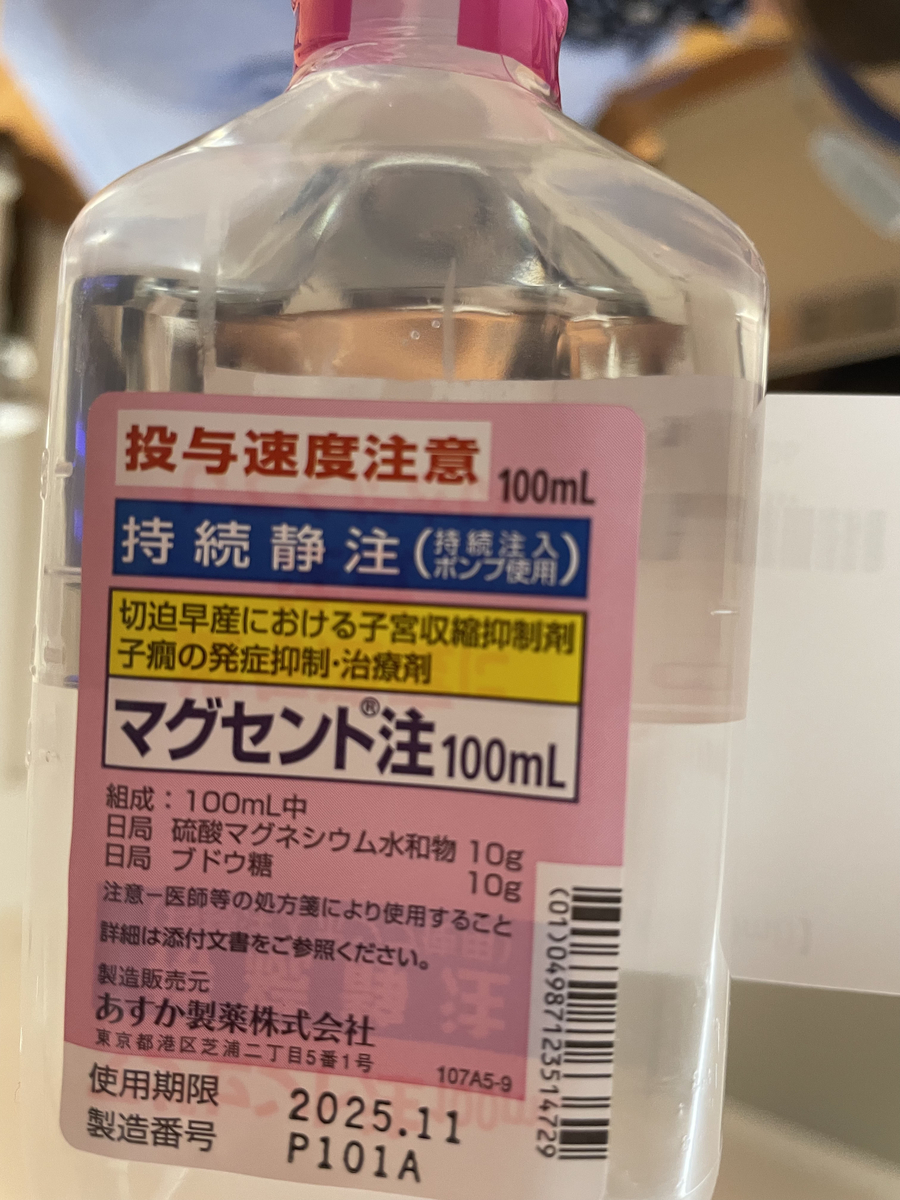 投与速度注意
100mL
持続静注(持続注入ポンプ使用)
切迫早産における子宮収縮抑制剤
子癇の発症抑制・治療剤
マグセント®注100mL
組成：100mL中
日局 硫酸マグネシウム水和物 10g
日局 ブドウ糖 10g
注意－医師等の処方箋により使用すること
詳細は添付文書をご参照ください。
製造販売元
あすか製薬株式会社
東京都港区芝浦二丁目5番1号
107A5-9
(01)04987123514729
使用期限 2025.11
製造番号 P101A